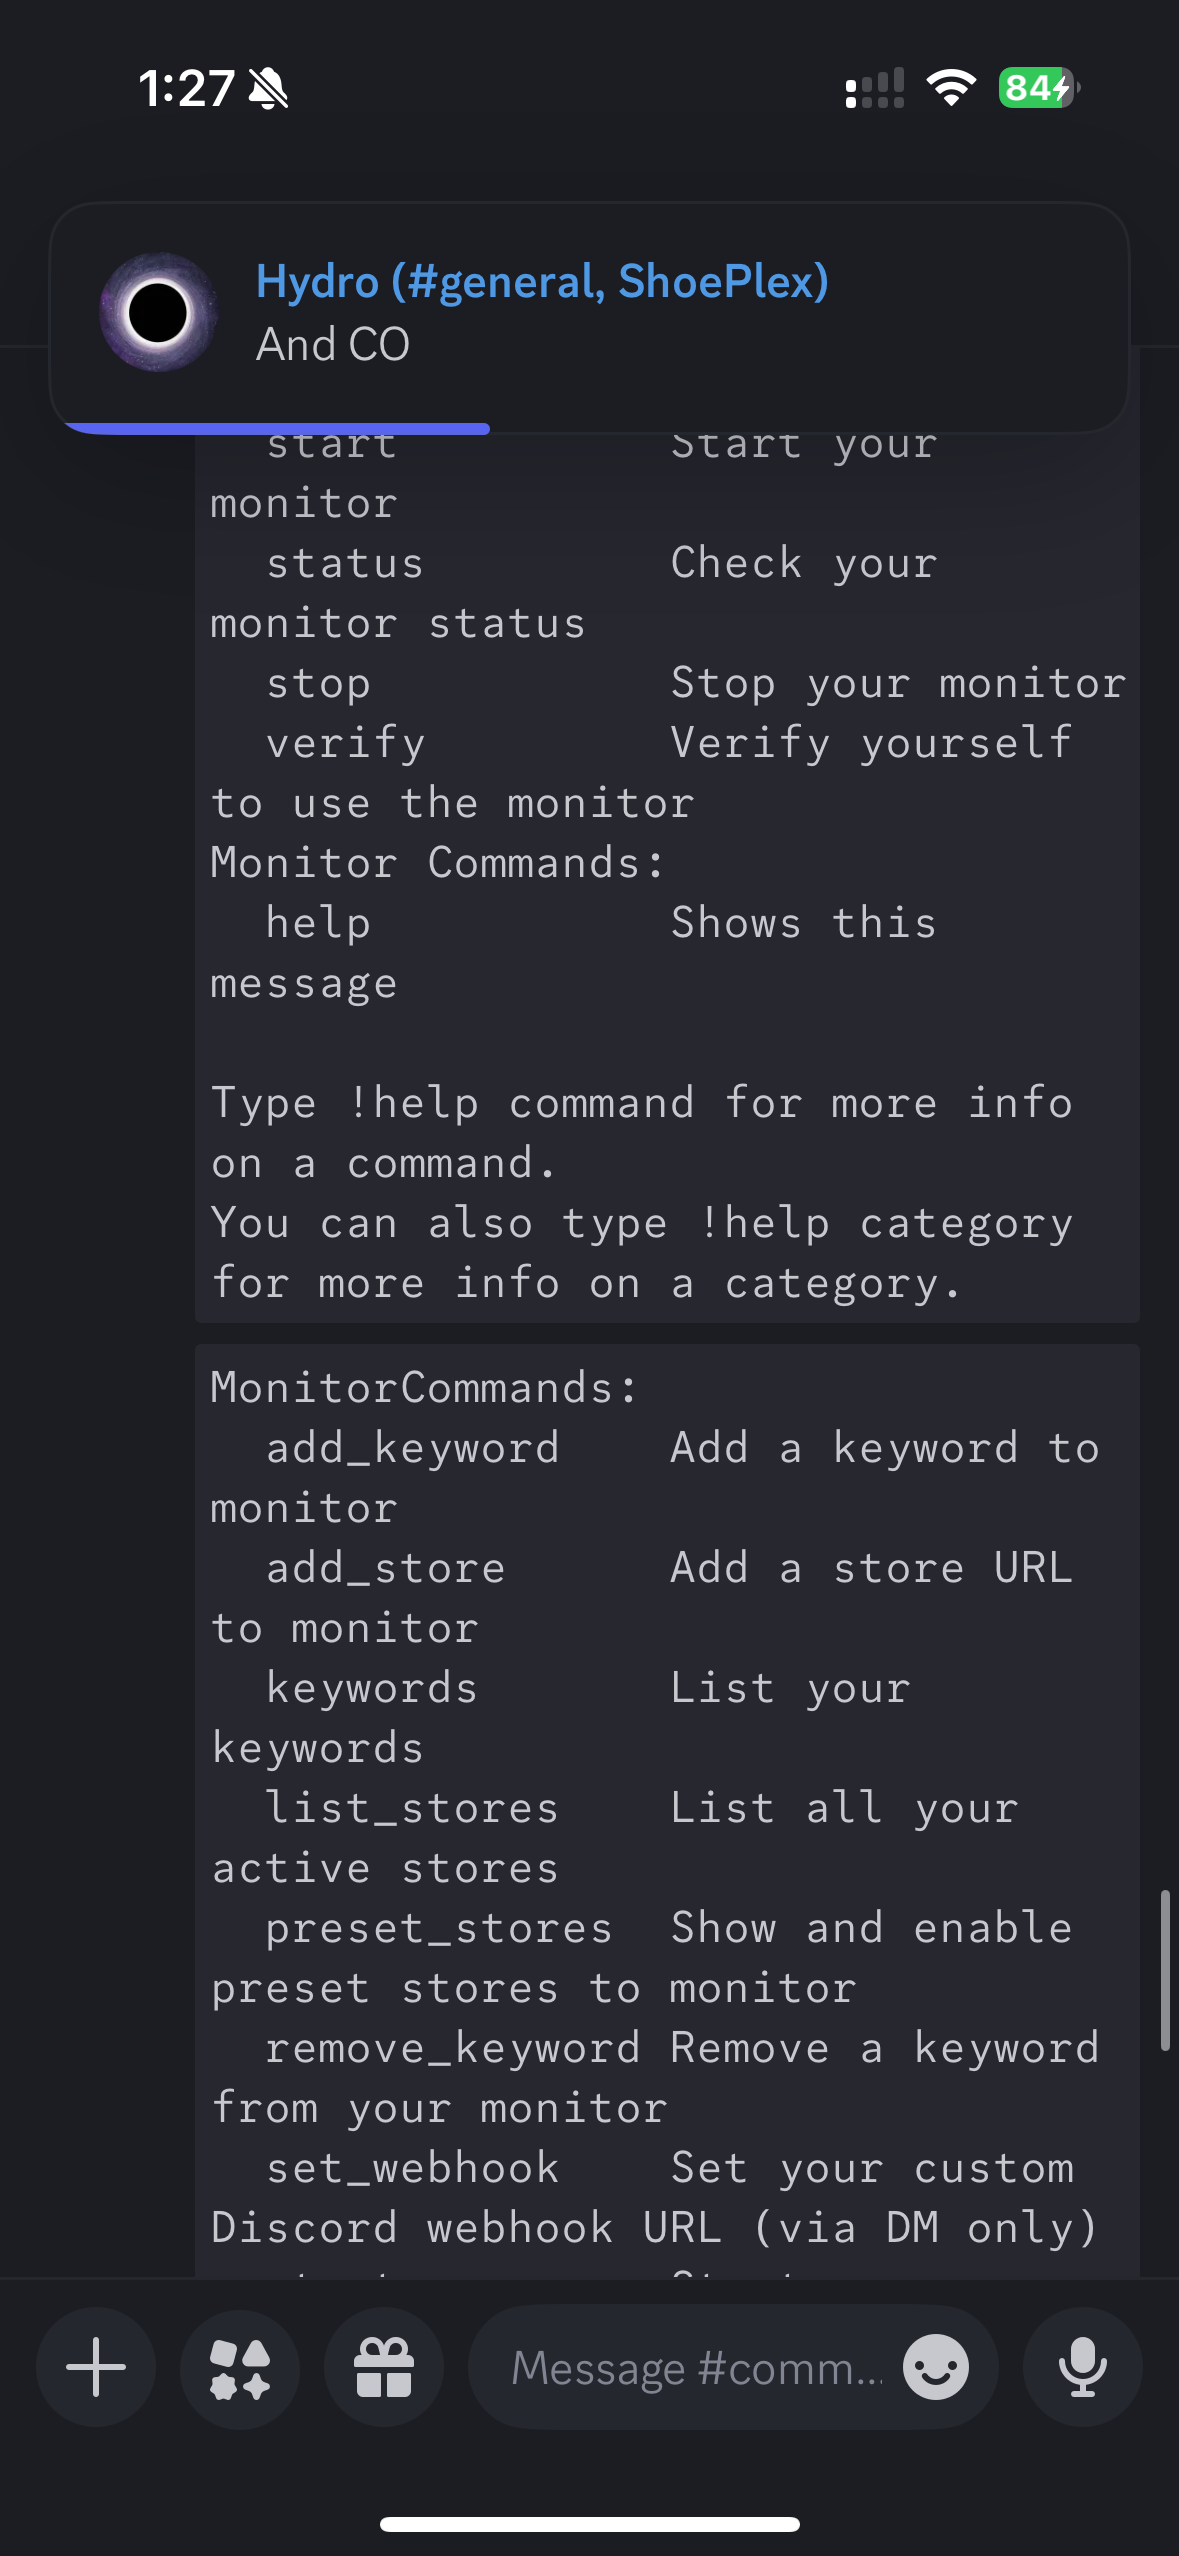 1:27
84
Hydro (#general, ShoePlex)
And CO
start Start your
monitor
status Check your
monitor status
stop Stop your monitor
verify Verify yourself
to use the monitor
Monitor Commands:
help Shows this
message
Type !help command for more info
on a command.
You can also type !help category
for more info on a category.
MonitorCommands:
add_keyword Add a keyword to
monitor
add_store Add a store URL
to monitor
keywords List your
keywords
list_stores List all your
active stores
preset_stores Show and enable
preset stores to monitor
remove_keyword Remove a keyword
from your monitor
set_webhook Set your custom
Discord webhook URL (via DM only)
Message #comm...